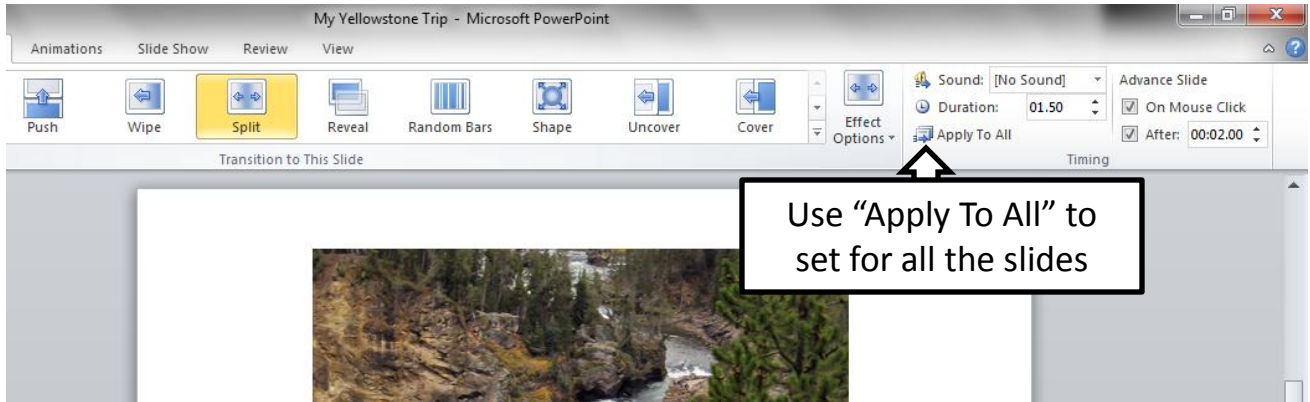 My Yellowstone Trip - Microsoft PowerPoint
Animations Slide Show Review View
Push Wipe Split Reveal Random Bars Shape Uncover Cover
Effect
Options
Sound: [No Sound]
Duration: 01.50
Apply To All
Advance Slide
On Mouse Click
After: 00:02.00
Transition to This Slide
Timing
Use “Apply To All” to
set for all the slides